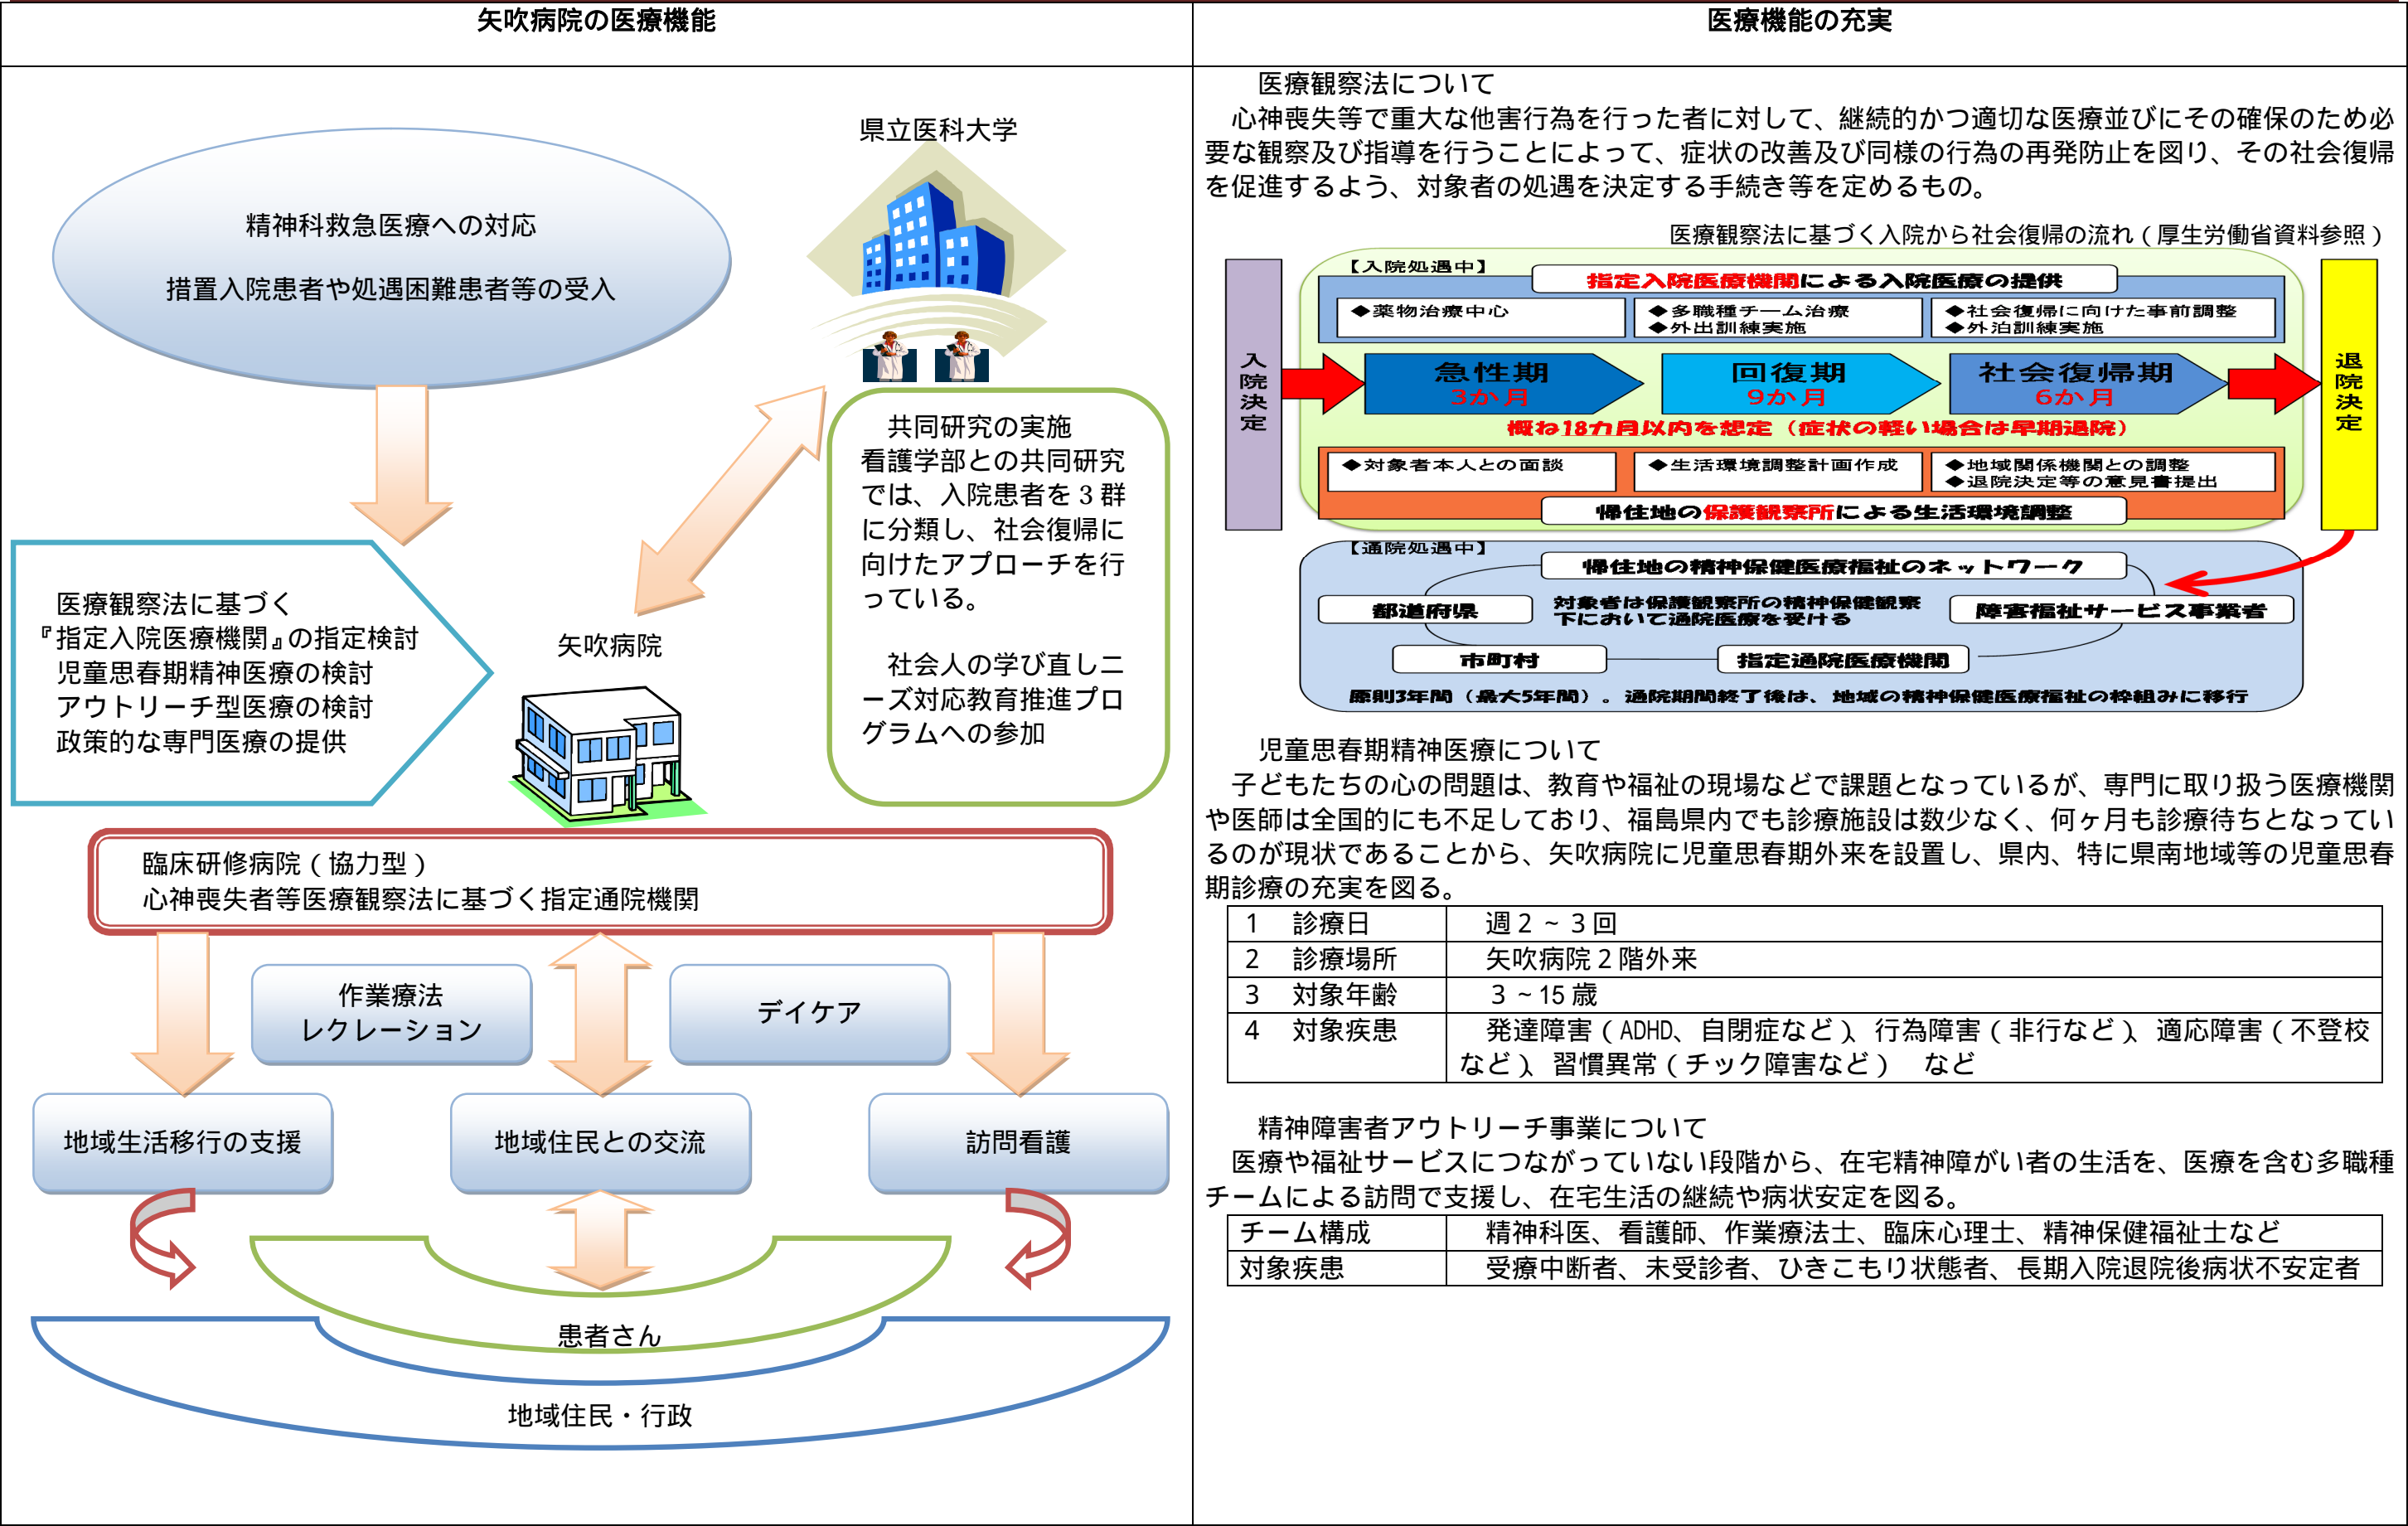 矢吹病院の医療機能
精神科救急医療への対応
措置入院患者や処遇困難患者等の受入
県立医科大学
共同研究の実施
看護学部との共同研究
では、入院患者を３群
に分類し、社会復帰に
向けたアプローチを行
っている。
社会人の学び直しニ
ーズ対応教育推進プロ
グラムへの参加
医療観察法に基づく
『指定入院医療機関』の指定検討
児童思春期精神医療の検討
アウトリーチ型医療の検討
政策的な専門医療の提供
矢吹病院
臨床研修病院（協力型）
心神喪失者等医療観察法に基づく指定通院機関
作業療法
レクレーション
デイケア
地域生活移行の支援
地域住民との交流
訪問看護
患者さん
地域住民・行政
医療機能の充実
医療観察法について
心神喪失等で重大な他害行為を行った者に対して、継続的かつ適切な医療並びにその確保のため必
要な観察及び指導を行うことによって、症状の改善及び同様の行為の再発防止を図り、その社会復帰
を促進するよう、対象者の処遇を決定する手続き等を定めるもの。
医療観察法に基づく入院から社会復帰の流れ（厚生労働省資料参照）
入院決定
【入院処遇中】
指定入院医療機関による入院医療の提供
◆薬物治療中心
◆多職種チーム治療
◆外出訓練実施
◆社会復帰に向けた事前調整
◆外泊訓練実施
急性期
3か月
回復期
9か月
社会復帰期
6か月
概ね18カ月以内を想定（症状の軽い場合は早期退院）
◆対象者本人との面談
◆生活環境調整計画作成
◆地域関係機関との調整
◆退院決定等の意見書提出
帰住地の保護観察所による生活環境調整
退院決定
【通院処遇中】
帰住地の精神保健医療福祉のネットワーク
都道府県
対象者は保護観察所の精神保健観察
下において通院医療を受ける
障害福祉サービス事業者
市町村
指定通院医療機関
原則3年間（最大5年間）。通院期間終了後は、地域の精神保健医療福祉の枠組みに移行
児童思春期精神医療について
子どもたちの心の問題は、教育や福祉の現場などで課題となっているが、専門に取り扱う医療機関
や医師は全国的にも不足しており、福島県内でも診療施設は数少なく、何ヶ月も診療待ちとなってい
るのが現状であることから、矢吹病院に児童思春期外来を設置し、県内、特に県南地域等の児童思春
期診療の充実を図る。
1 診療日 週２～３回
2 診療場所 矢吹病院２階外来
3 対象年齢 ３～15歳
4 対象疾患 発達障害（ADHD、自閉症など）、行為障害（非行など）、適応障害（不登校
など）、習慣異常（チック障害など） など
精神障害者アウトリーチ事業について
医療や福祉サービスにつながっていない段階から、在宅精神障がい者の生活を、医療を含む多職種
チームによる訪問で支援し、在宅生活の継続や病状安定を図る。
チーム構成 精神科医、看護師、作業療法士、臨床心理士、精神保健福祉士など
対象疾患 受療中断者、未受診者、ひきこもり状態者、長期入院退院後病状不安定者